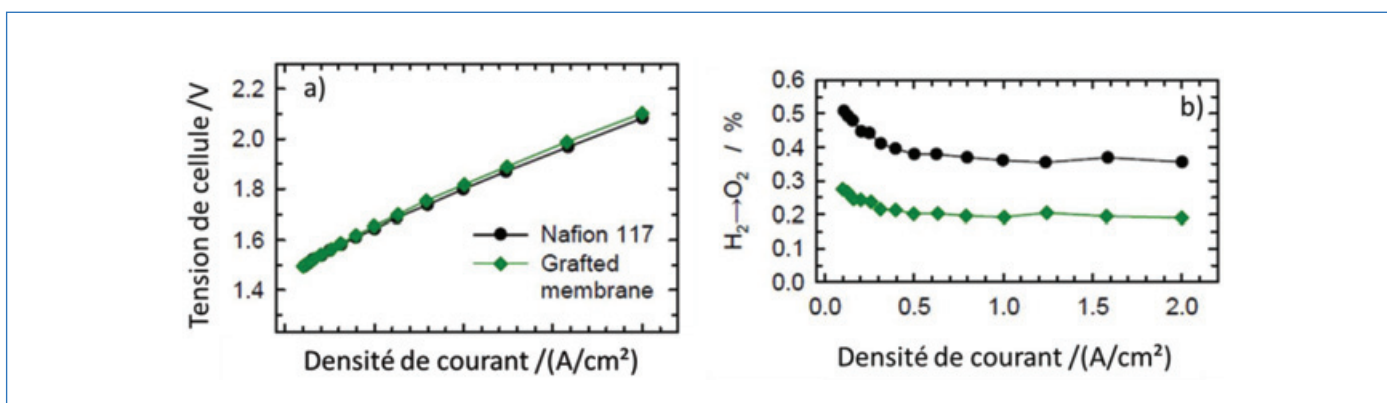 a)
Tension de cellule /V
2.2
2.0
1.8
1.6
1.4
Nafion 117
Grafted
membrane
Densité de courant /(A/cm²)
b)
H₂→O₂ / %
0.6
0.5
0.4
0.3
0.2
0.1
0.0
0.0 0.5 1.0 1.5 2.0
Densité de courant /(A/cm²)